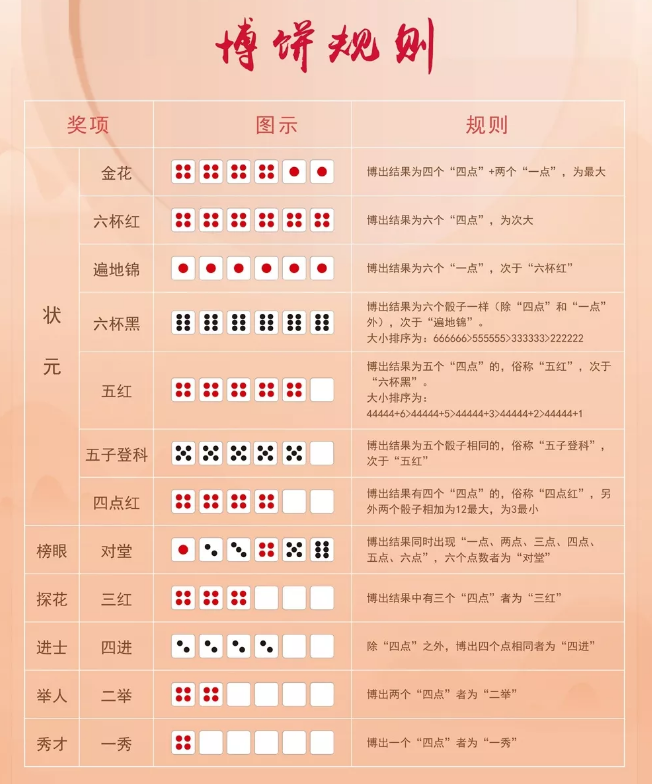 博饼规则
奖项 图示 规则
状元
金花 博出结果为四个“四点”+两个“一点”，为最大
六杯红 博出结果为六个“四点”，为次大
遍地锦 博出结果为六个“一点”，次于“六杯红”
六杯黑 博出结果为六个骰子一样（除“四点”和“一点”
外），次于“遍地锦”。
大小排序为：666666>555555>333333>222222
五红 博出结果为五个“四点”的，俗称“五红”，次于
“六杯黑”。
大小排序为：
44444+6>44444+5>44444+3>44444+2>44444+1
五子登科 博出结果为五个骰子相同的，俗称“五子登科”，
次于“五红”
四点红 博出结果有四个“四点”的，俗称“四点红”，另
外两个骰子相加为12最大，为3最小
榜眼 对堂 博出结果同时出现“一点、两点、三点、四点、
五点、六点”，六个点数者为“对堂”
探花 三红 博出结果中有三个“四点”者为“三红”
进士 四进 除“四点”之外，博出四个点相同者为“四进”
举人 二举 博出两个“四点”者为“二举”
秀才 一秀 博出一个“四点”者为“一秀”